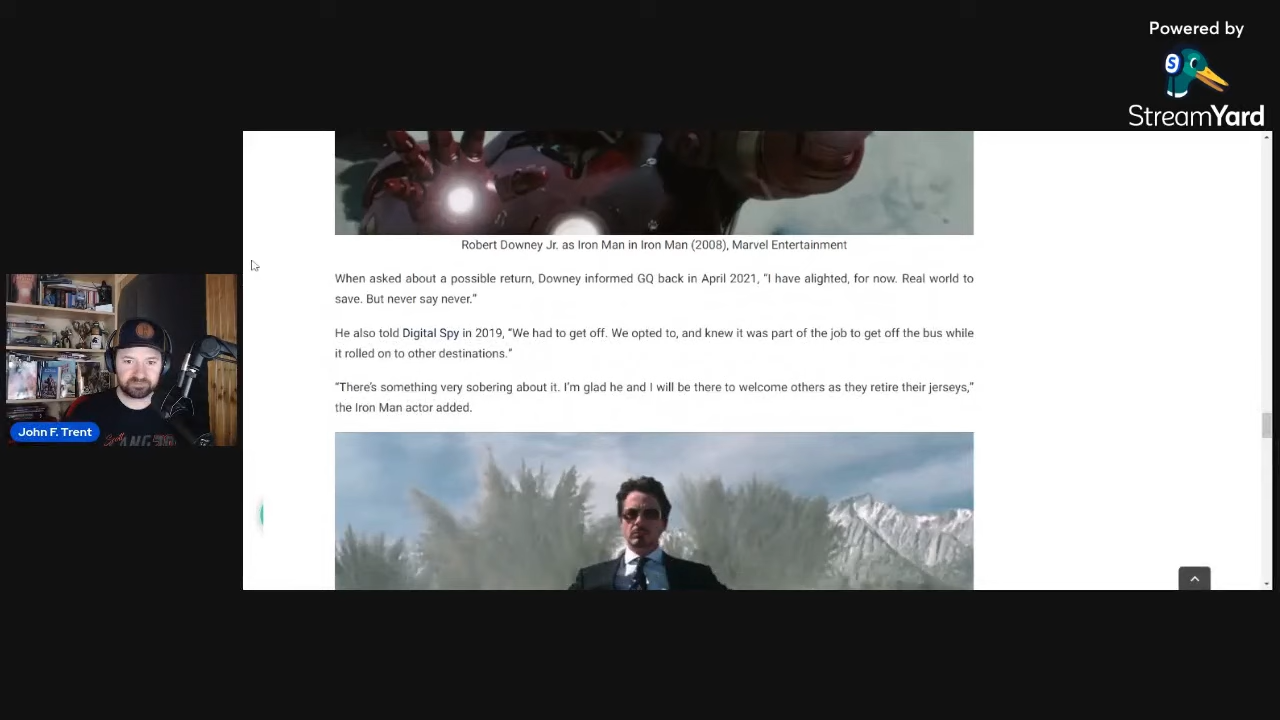 Powered by
S
StreamYard
Robert Downey Jr. as Iron Man in Iron Man (2008), Marvel Entertainment
When asked about a possible return, Downey informed GQ back in April 2021, “I have alighted, for now. Real world to
save. But never say never.”
He also told Digital Spy in 2019, “We had to get off. We opted to, and knew it was part of the job to get off the bus while
it rolled on to other destinations.”
“There’s something very sobering about it. I’m glad he and I will be there to welcome others as they retire their jerseys,”
the Iron Man actor added.
John F. Trent